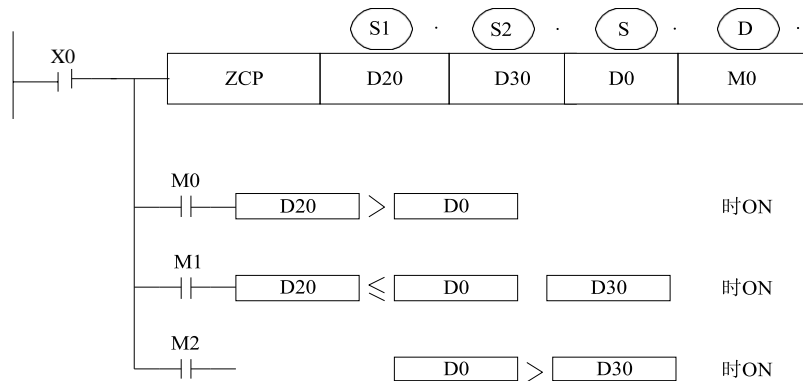 S1 · S2 · S · D ·
X0
ZCP D20 D30 D0 M0
M0
D20 > D0 时ON
M1
D20 ≦ D0 D30 时ON
M2
D0 > D30 时ON